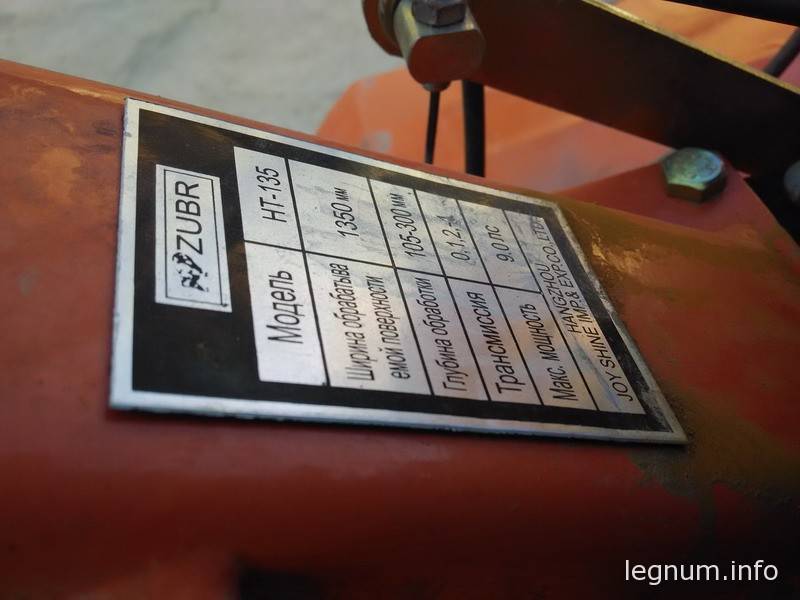 ZUBR
Модель HT-135
Ширина обрабатыва
емой поверхности 1350 мм
Глубина обработки 105-300 мм
Трансмиссия 0,1,2,-1
Макс. мощность 9.0 лс
HANGZHOU
JOY SHINE IMP & EXP.CO.,LTD
legnum.info